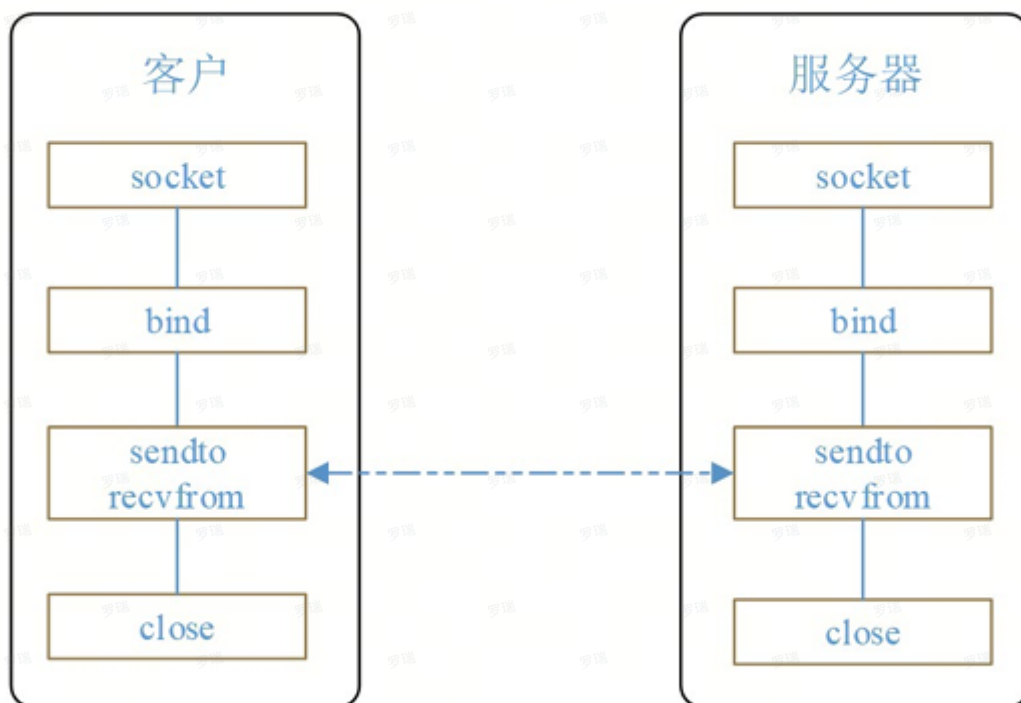 客户
socket
bind
sendto
recvfrom
close
服务器
socket
bind
sendto
recvfrom
close